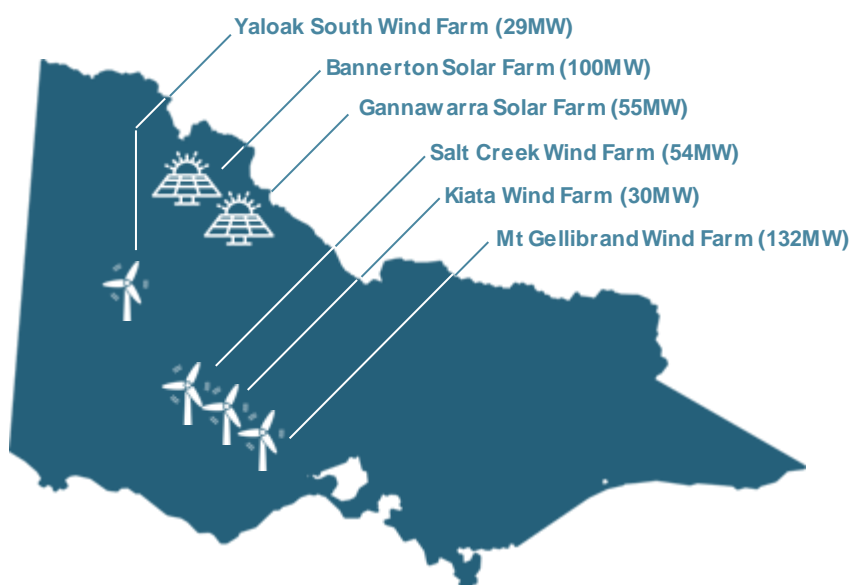 Yaloak South Wind Farm (29MW)
Bannerton Solar Farm (100MW)
Gannawarra Solar Farm (55MW)
Salt Creek Wind Farm (54MW)
Kiata Wind Farm (30MW)
Mt Gellibrand Wind Farm (132MW)